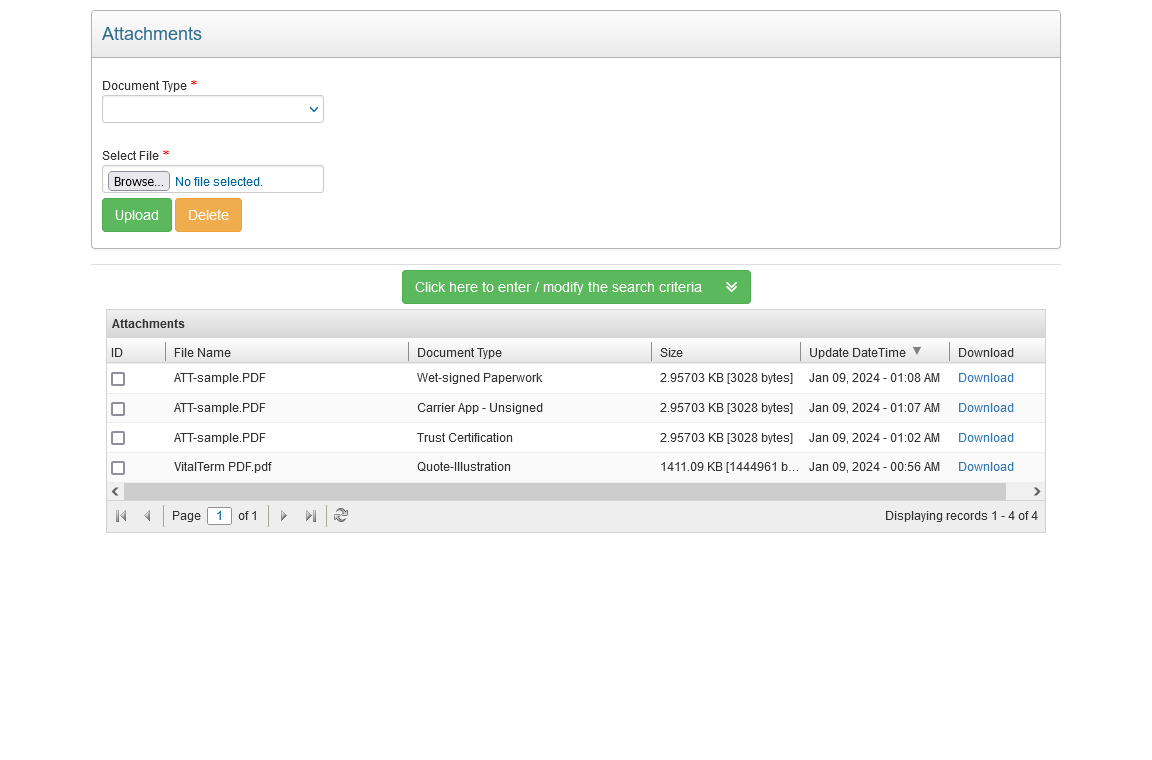 Attachments
Document Type *
Select File *
Browse... No file selected.
Upload Delete
Click here to enter / modify the search criteria
Attachments
ID File Name Document Type Size Update DateTime Download
ATT-sample.PDF Wet-signed Paperwork 2.95703 KB [3028 bytes] Jan 09, 2024 - 01:08 AM Download
ATT-sample.PDF Carrier App - Unsigned 2.95703 KB [3028 bytes] Jan 09, 2024 - 01:07 AM Download
ATT-sample.PDF Trust Certification 2.95703 KB [3028 bytes] Jan 09, 2024 - 01:02 AM Download
VitalTerm PDF.pdf Quote-Illustration 1411.09 KB [1444961 b... Jan 09, 2024 - 00:56 AM Download
Page 1 of 1 Displaying records 1 - 4 of 4